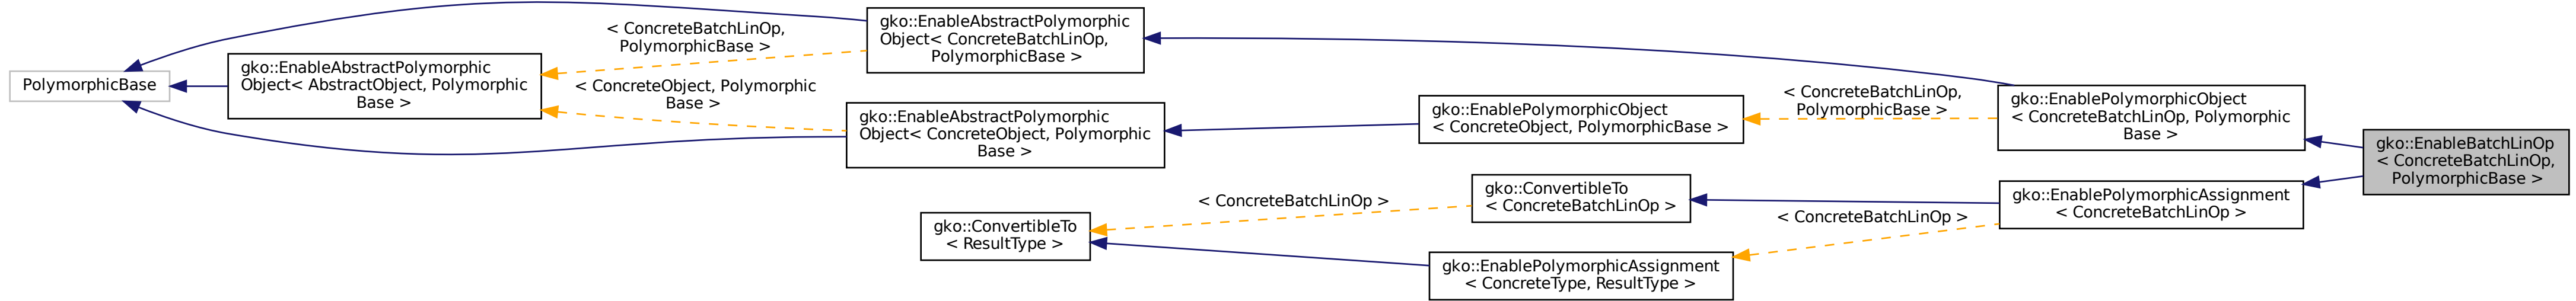 PolymorphicBase
gko::EnableAbstractPolymorphic
Object< AbstractObject, Polymorphic
Base >
< ConcreteBatchLinOp,
PolymorphicBase >
< ConcreteObject, Polymorphic
Base >
gko::EnableAbstractPolymorphic
Object< ConcreteBatchLinOp,
PolymorphicBase >
gko::EnableAbstractPolymorphic
Object< ConcreteObject, Polymorphic
Base >
gko::ConvertibleTo
< ResultType >
< ConcreteBatchLinOp >
gko::EnablePolymorphicObject
< ConcreteObject, PolymorphicBase >
gko::ConvertibleTo
< ConcreteBatchLinOp >
gko::EnablePolymorphicAssignment
< ConcreteType, ResultType >
< ConcreteBatchLinOp,
PolymorphicBase >
< ConcreteBatchLinOp >
gko::EnablePolymorphicObject
< ConcreteBatchLinOp, Polymorphic
Base >
gko::EnablePolymorphicAssignment
< ConcreteBatchLinOp >
gko::EnableBatchLinOp
< ConcreteBatchLinOp,
PolymorphicBase >